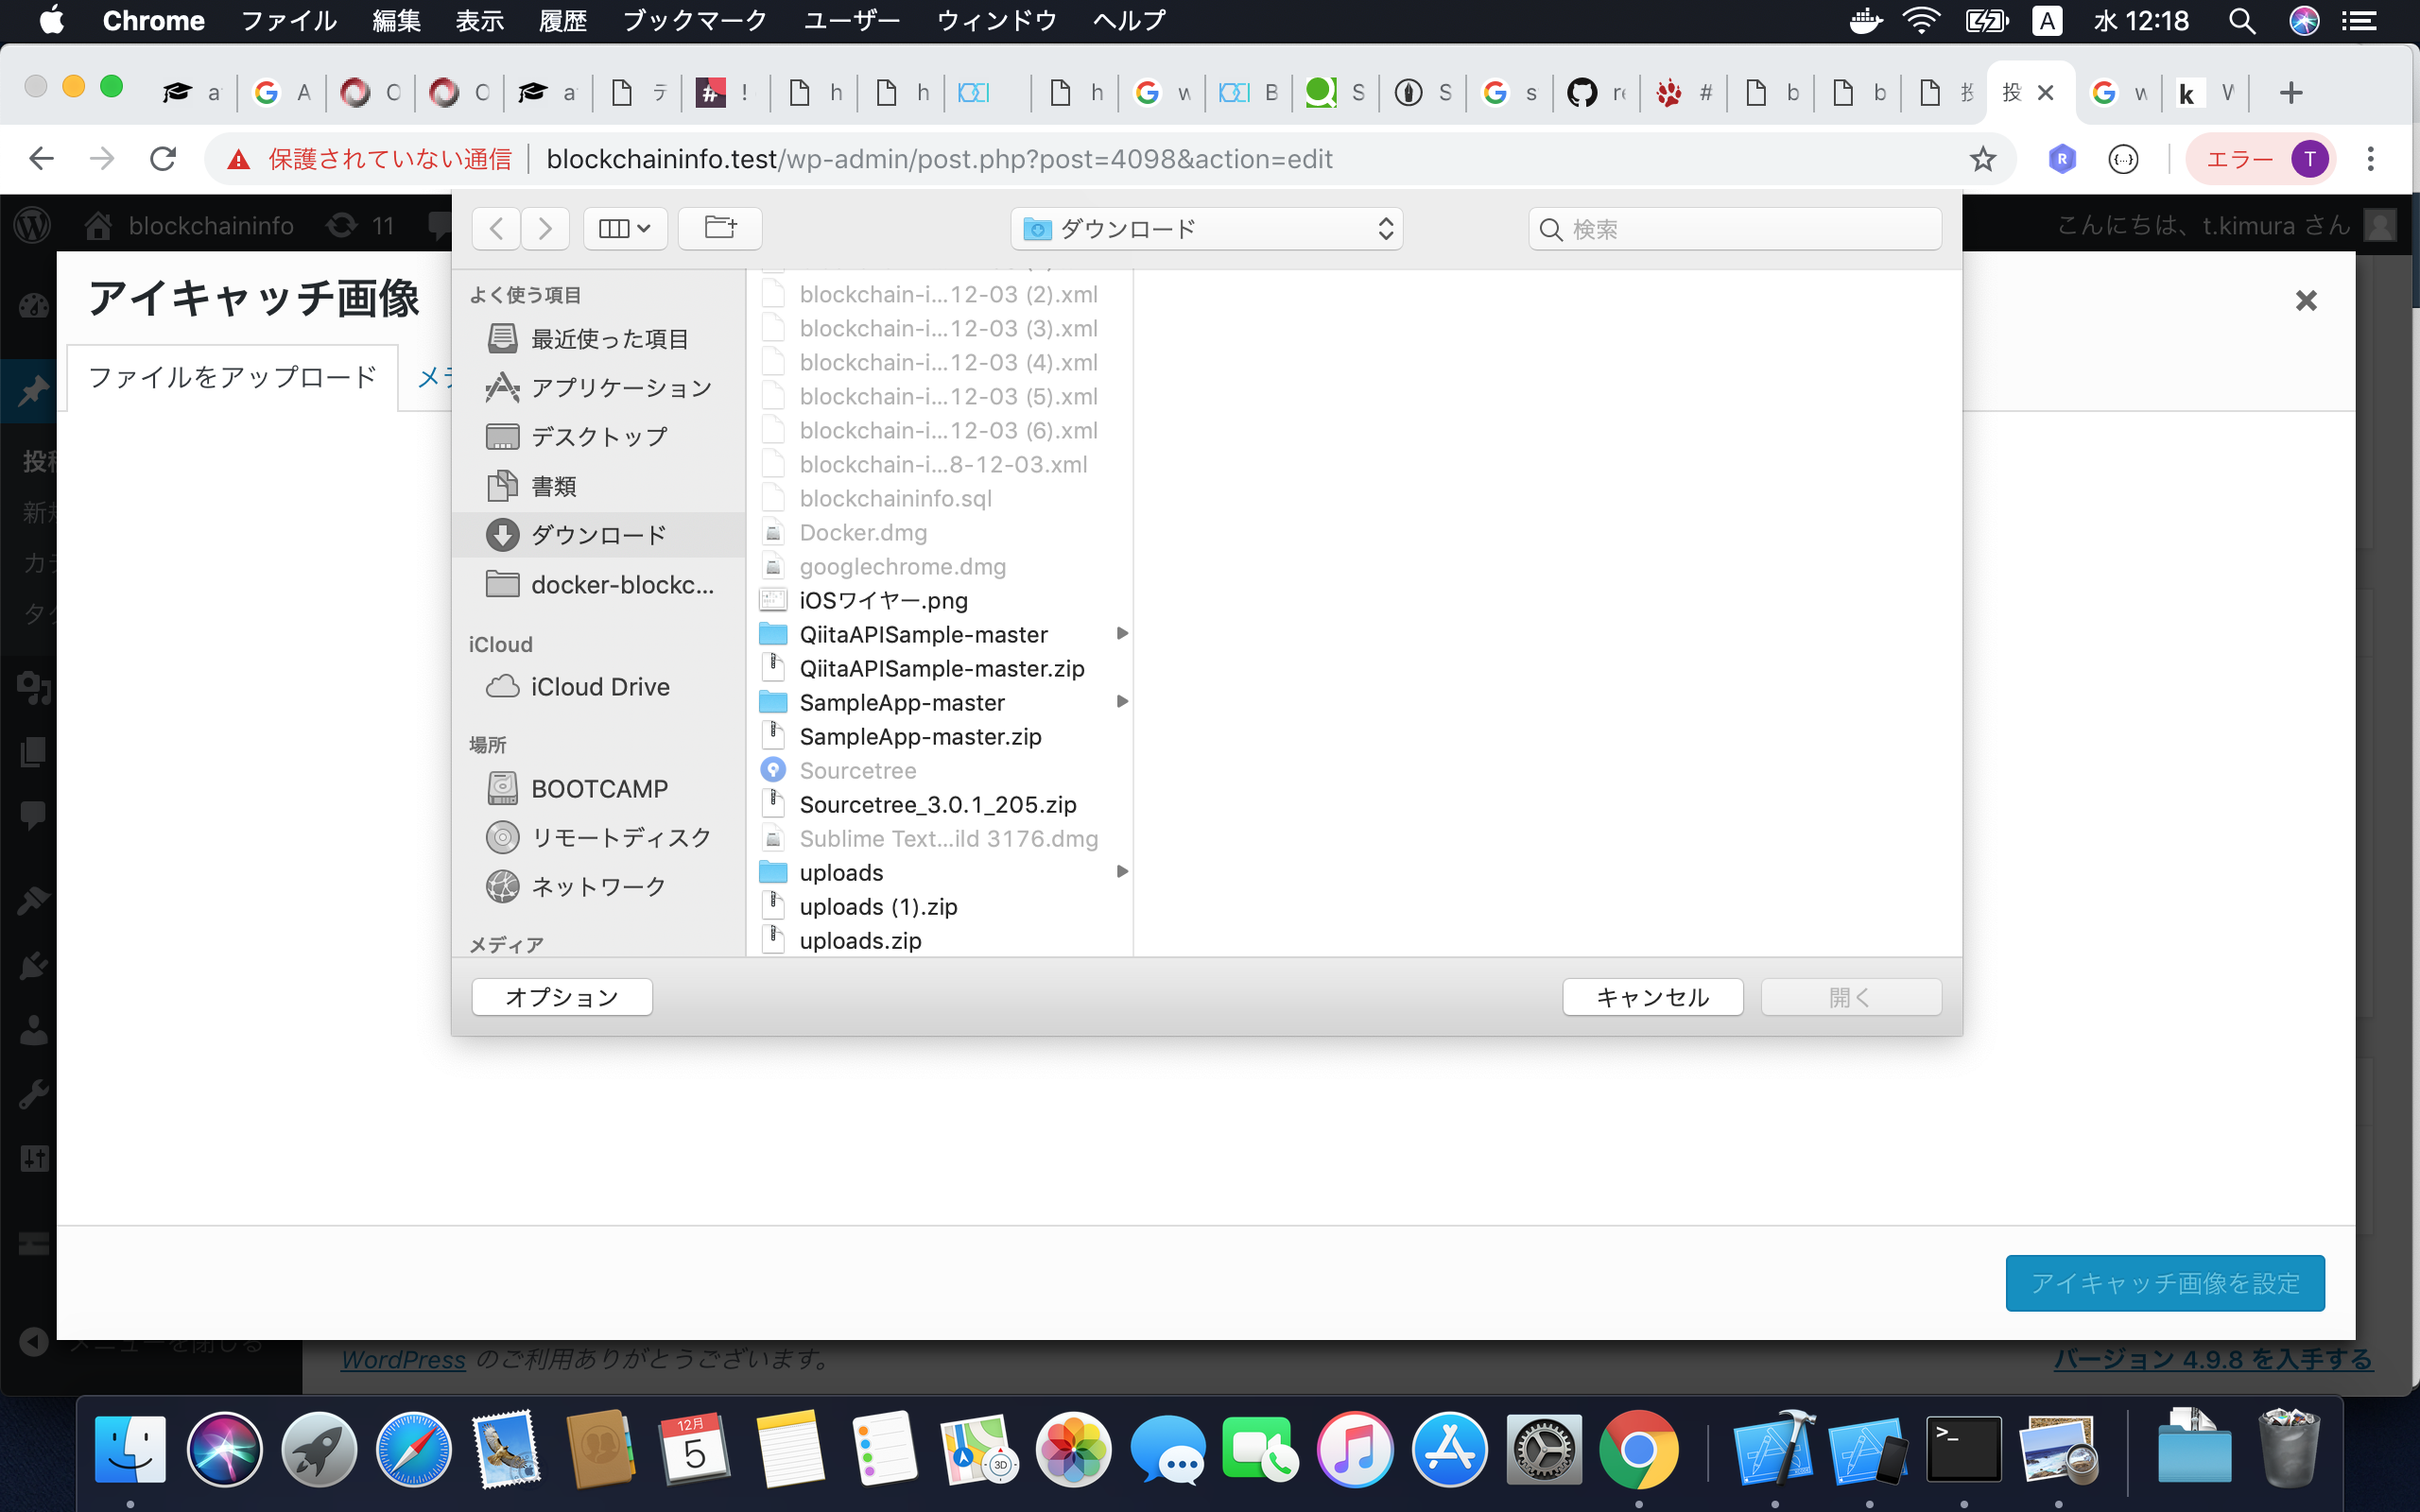 Chrome ファイル 編集 表示 履歴 ブックマーク ユーザー ウィンドウ ヘルプ A 水 12:18
a A C C a テ # ! h h h w B S S s re # b b 投 投 w k W
保護されていない通信 blockchaininfo.test/wp-admin/post.php?post=4098&action=edit エラー T
blockchaininfo 11 こんにちは、t.kimura さん
ダウンロード 検索
アイキャッチ画像
ファイルをアップロード
よく使う項目
最近使った項目
アプリケーション
デスクトップ
書類
ダウンロード
docker-blockc...
iCloud
iCloud Drive
場所
BOOTCAMP
リモートディスク
ネットワーク
メディア
blockchain-i...12-03 (2).xml
blockchain-i...12-03 (3).xml
blockchain-i...12-03 (4).xml
blockchain-i...12-03 (5).xml
blockchain-i...12-03 (6).xml
blockchain-i...8-12-03.xml
blockchaininfo.sql
Docker.dmg
googlechrome.dmg
iOSワイヤー.png
QiitaAPISample-master
QiitaAPISample-master.zip
SampleApp-master
SampleApp-master.zip
Sourcetree
Sourcetree_3.0.1_205.zip
Sublime Text...ild 3176.dmg
uploads
uploads (1).zip
uploads.zip
オプション キャンセル 開く
アイキャッチ画像を設定
メニューを閉じる
WordPress のご利用ありがとうございます。 バージョン 4.9.8 を入手する
12月
5
3D